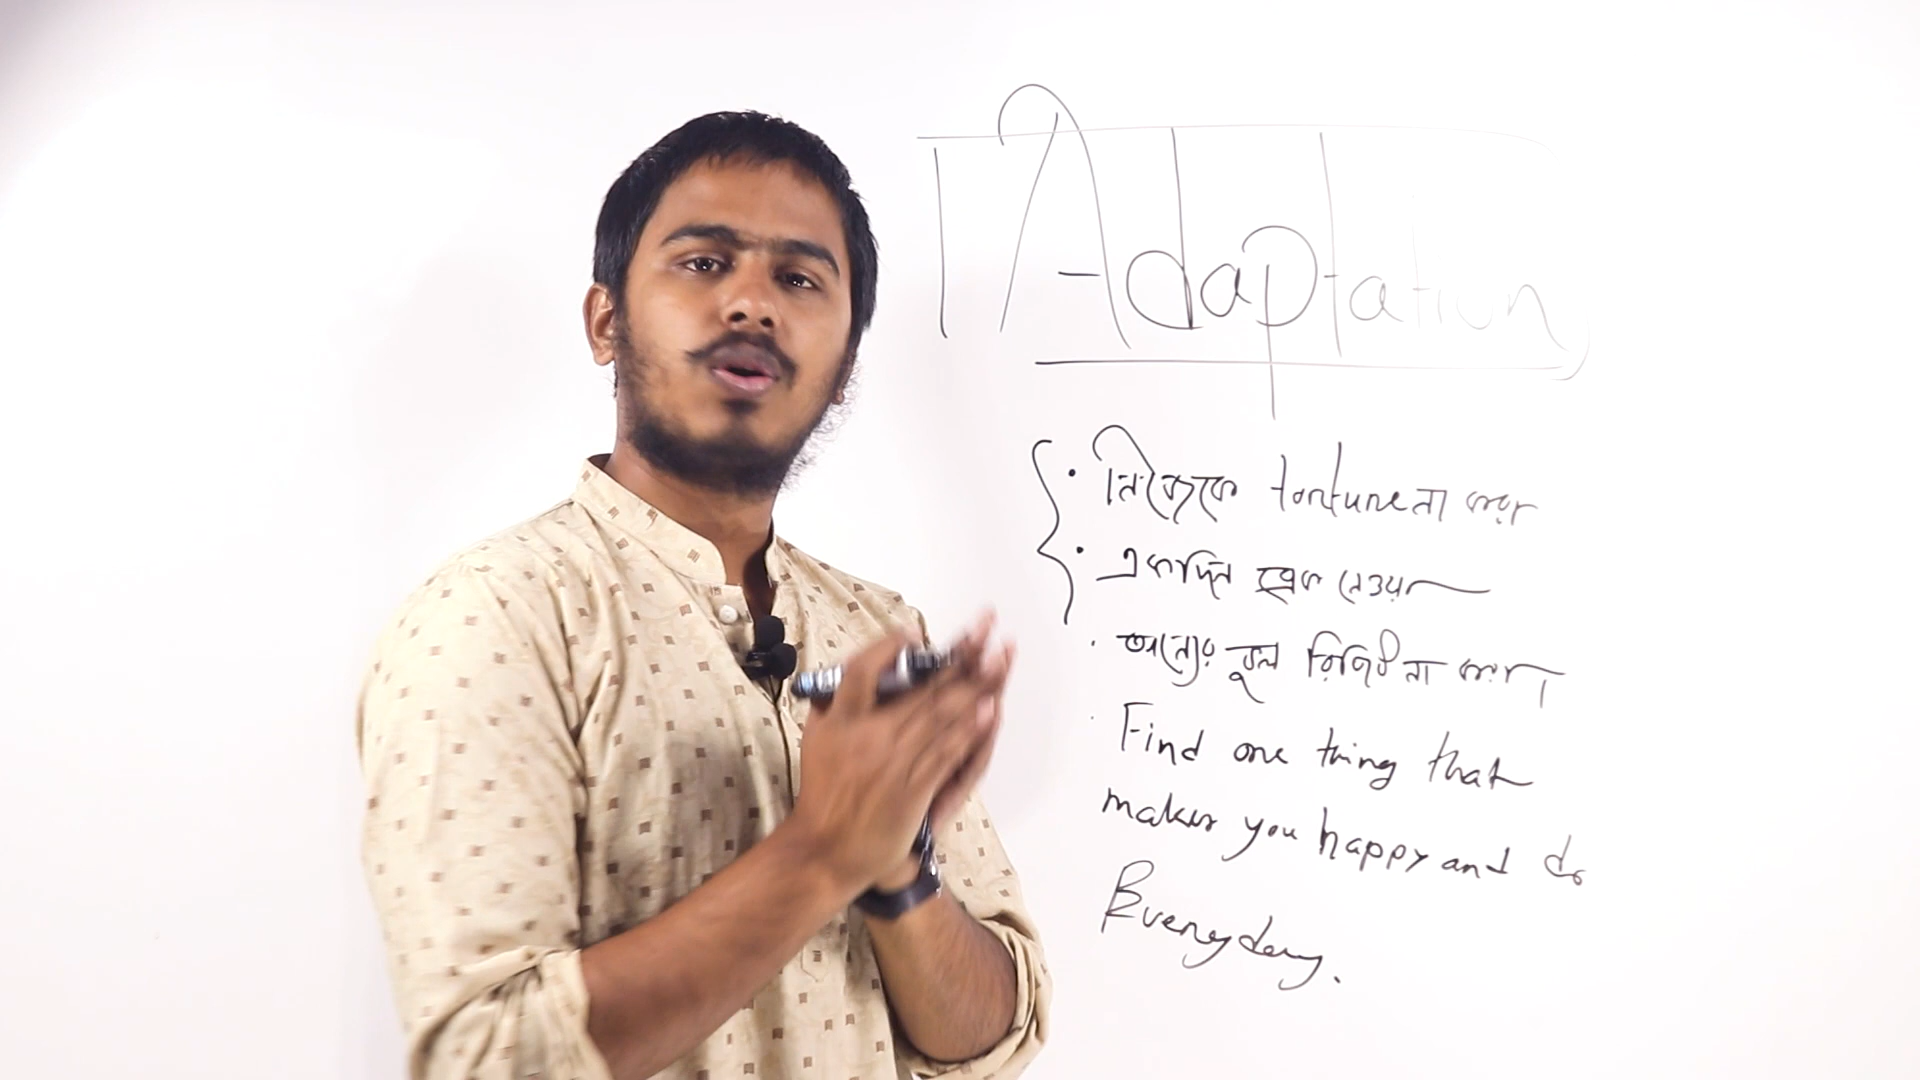 Adaptation
• নিজেকে torture না করা
• একদিন ব্রেক নেওয়া
• অন্যের ভুল রিপিট না করা
• Find one thing that
makes you happy and do
Everyday.